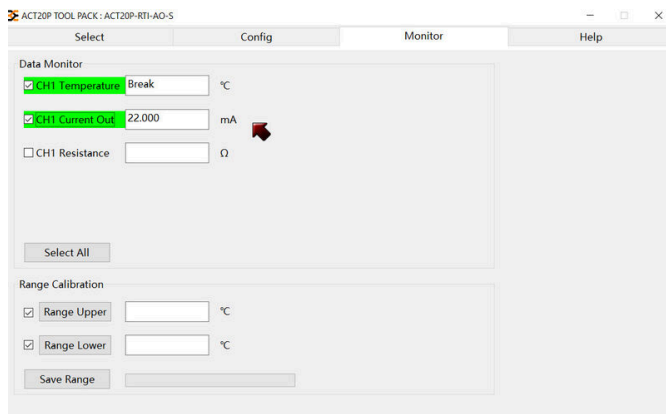 ACT20P TOOL PACK : ACT20P-RTI-AO-S
Select Config Monitor Help
Data Monitor
CH1 Temperature Break ℃
CH1 Current Out 22.000 mA
CH1 Resistance Ω
Select All
Range Calibration
Range Upper ℃
Range Lower ℃
Save Range